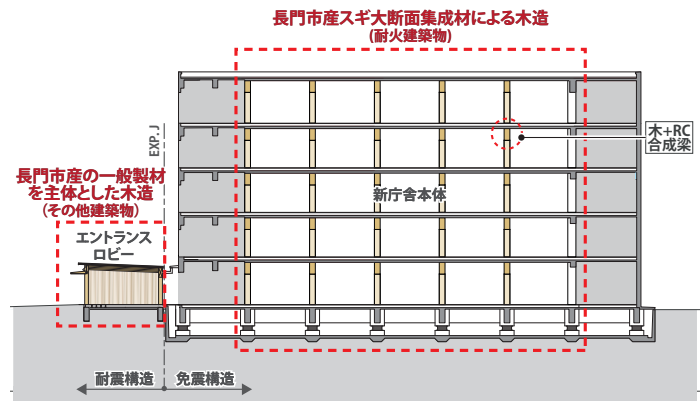 長門市産スギ大断面集成材による木造
(耐火建築物)
EXP.J
木+RC
合成梁
長門市産の一般製材
を主体とした木造
(その他建築物)
新庁舎本体
エントランス
ロビー
耐震構造
免震構造